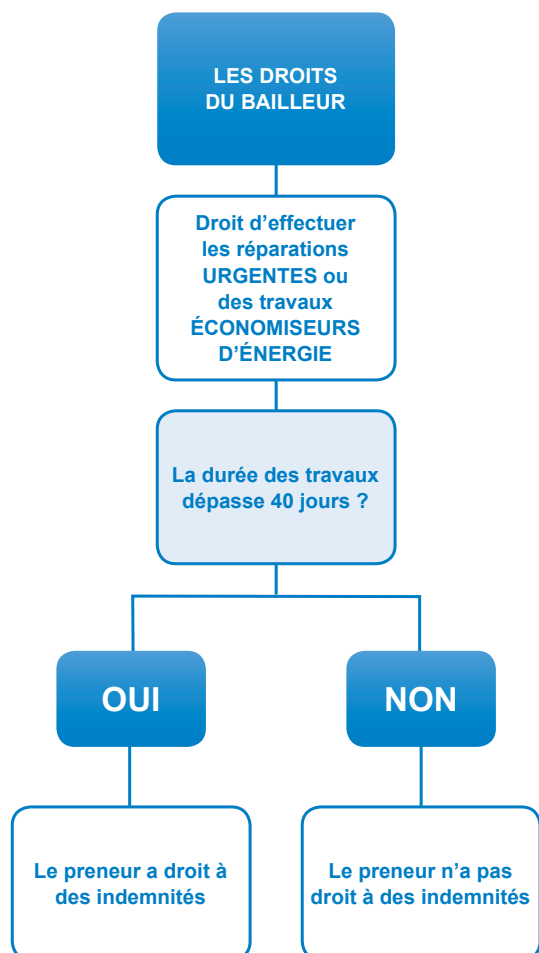 LES DROITS
DU BAILLEUR
Droit d’effectuer
les réparations
URGENTES ou
des travaux
ÉCONOMISEURS
D’ÉNERGIE
La durée des travaux
dépasse 40 jours ?
OUI
NON
Le preneur a droit à
des indemnités
Le preneur n’a pas
droit à des indemnités